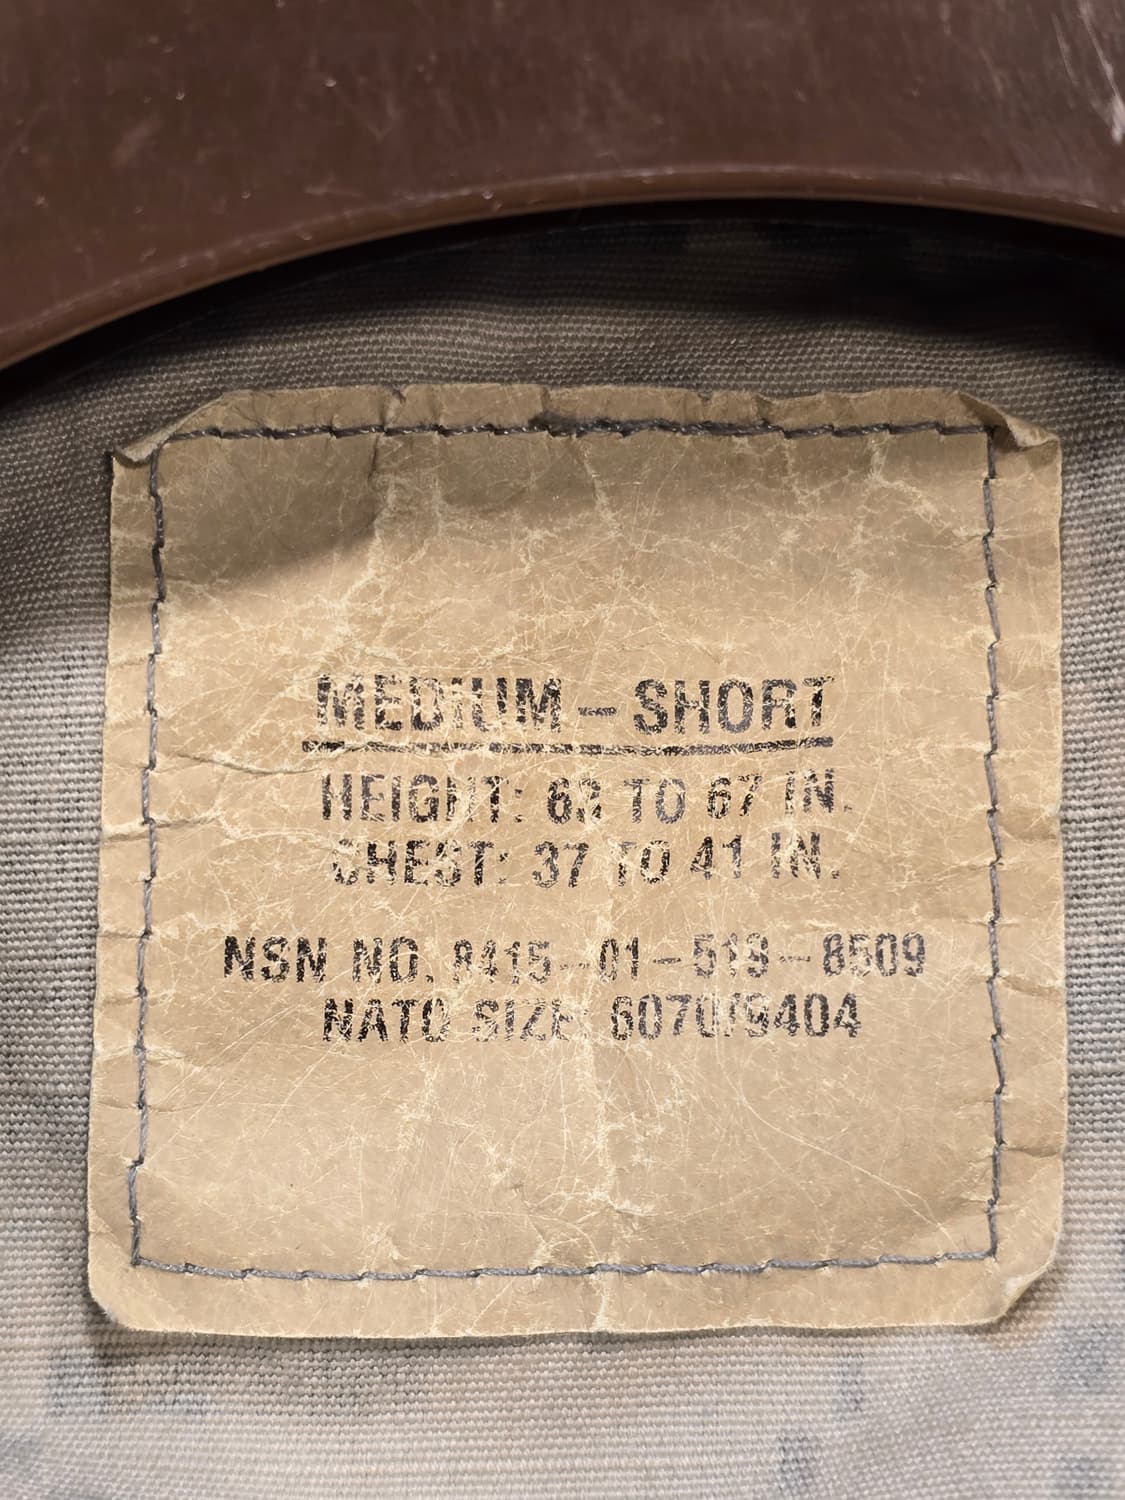 MEDIUM – SHORT
HEIGHT: 63 TO 67 IN.
CHEST: 37 TO 41 IN.
NSN NO. 8415–01–519–8509
NATO SIZE: 6070/9404